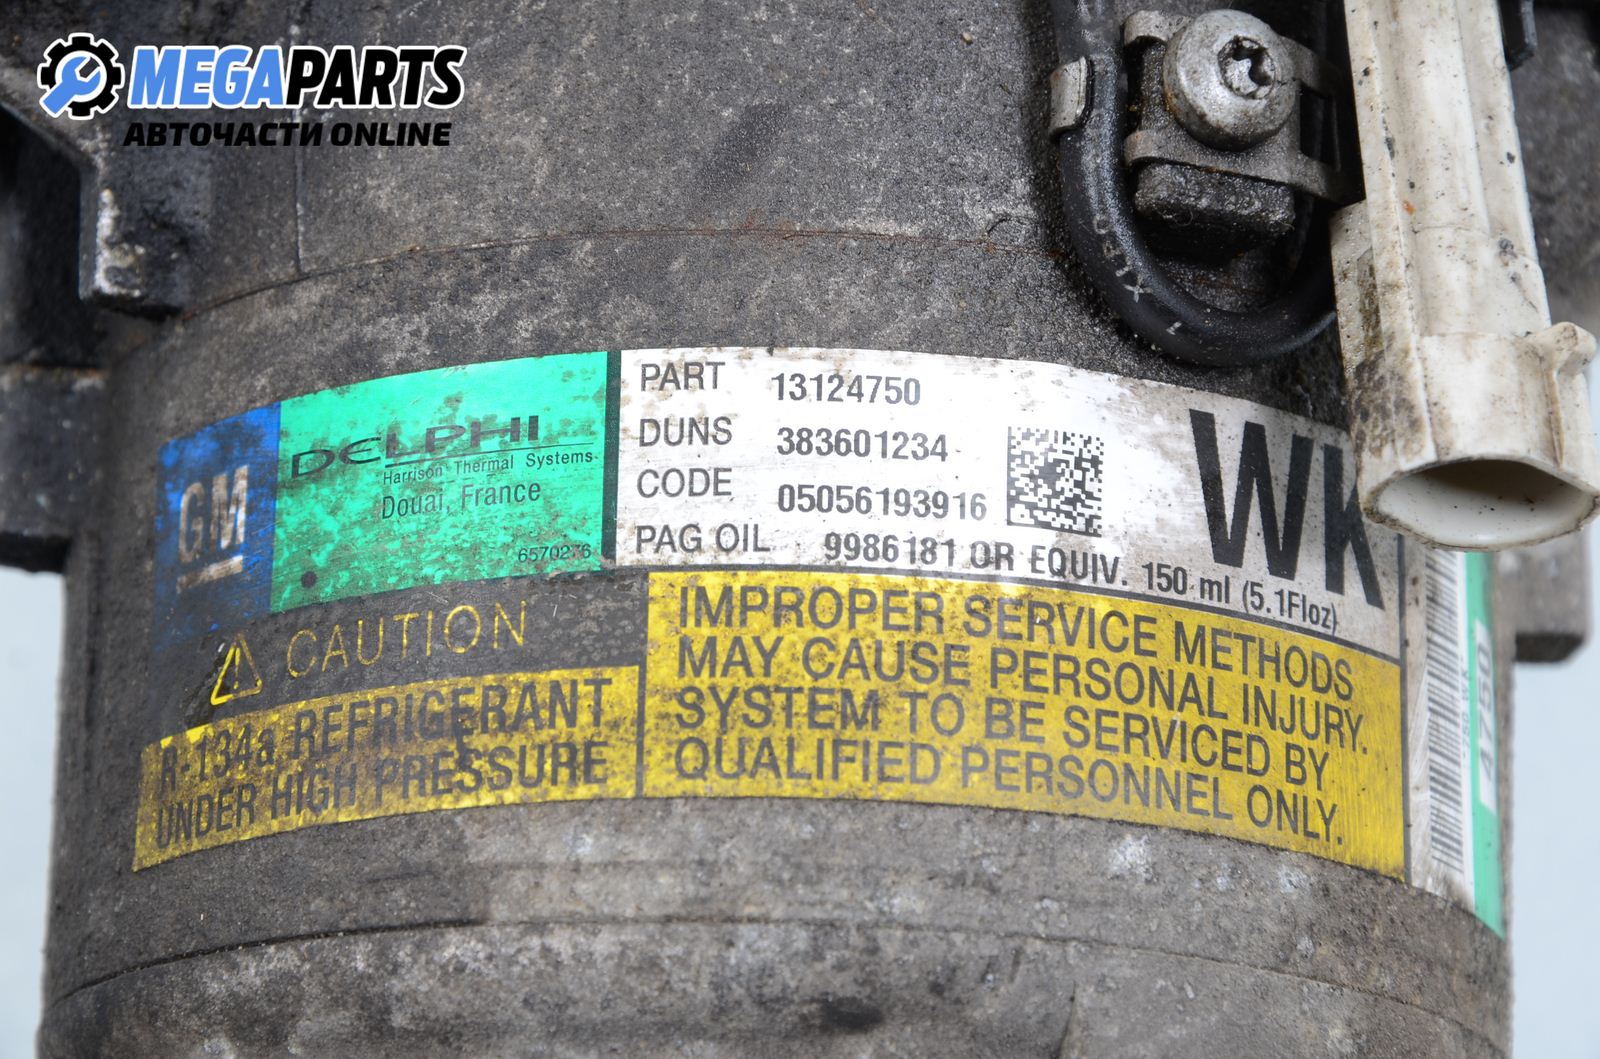 MEGAPARTS
АВТОЧАСТИ ONLINE
GM
DELPHI
Harrison Thermal Systems
Douai, France
6570276
PART 13124750
DUNS 383601234
CODE 05056193916
PAG OIL 9986181 OR EQUIV. 150 ml (5.1Floz)
WK
CAUTION
R-134a REFRIGERANT
UNDER HIGH PRESSURE
IMPROPER SERVICE METHODS
MAY CAUSE PERSONAL INJURY.
SYSTEM TO BE SERVICED BY
QUALIFIED PERSONNEL ONLY.
4750